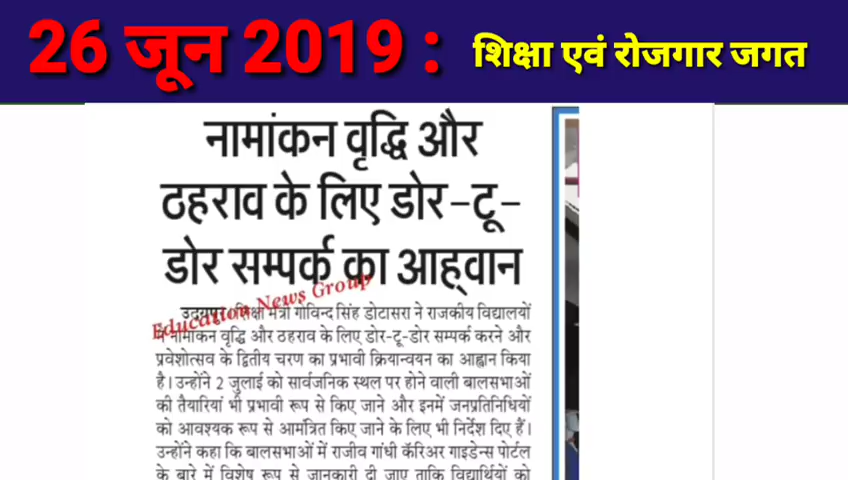 26 जून 2019 : शिक्षा एवं रोजगार जगत
नामांकन वृद्धि और
ठहराव के लिए डोर-टू-
डोर सम्पर्क का आह्वान
Education News Group
उदयपुर। शिक्षा मंत्री गोविन्द सिंह डोटासरा ने राजकीय विद्यालयों
में नामांकन वृद्धि और ठहराव के लिए डोर-टू-डोर सम्पर्क करने और
प्रवेशोत्सव के द्वितीय चरण का प्रभावी क्रियान्वयन का आह्वान किया
है। उन्होंने 2 जुलाई को सार्वजनिक स्थल पर होने वाली बालसभाओं
की तैयारियां भी प्रभावी रूप से किए जाने और इनमें जनप्रतिनिधियों
को आवश्यक रूप से आमंत्रित किए जाने के लिए भी निर्देश दिए हैं।
उन्होंने कहा कि बालसभाओं में राजीव गांधी कॅरिअर गाइडेन्स पोर्टल
के बारे में विशेष रूप से जानकारी दी जाए ताकि विद्यार्थियों को